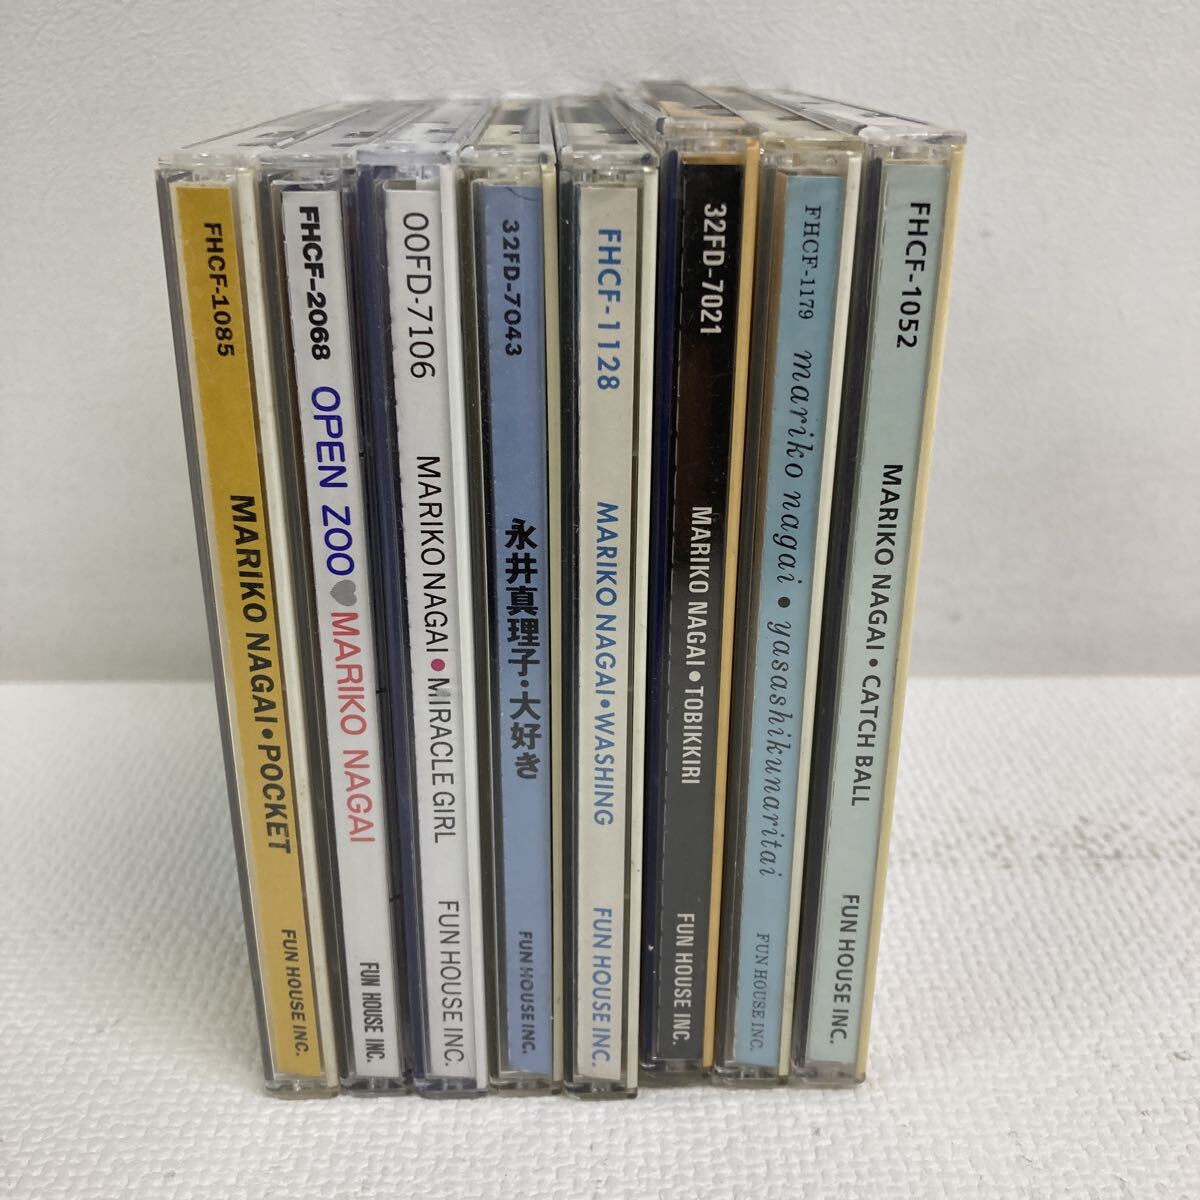 FHCF-1085 MARIKO NAGAI・POCKET FUN HOUSE INC.
FHCF-2068 OPEN ZOO♥MARIKO NAGAI FUN HOUSE INC.
00FD-7106 MARIKO NAGAI・MIRACLE GIRL FUN HOUSE INC.
32FD-7043 永井真理子・大好き FUN HOUSE INC.
FHCF-1128 MARIKO NAGAI・WASHING FUN HOUSE INC.
32FD-7021 MARIKO NAGAI・TOBIKKIRI FUN HOUSE INC.
FHCF-1179 mariko nagai・yasashikunaritai FUN HOUSE INC.
FHCF-1052 MARIKO NAGAI・CATCH BALL FUN HOUSE INC.